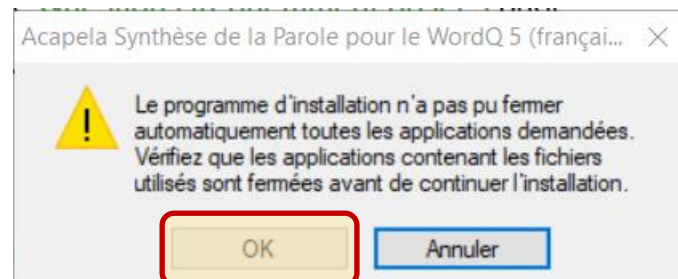 Acapela Synthèse de la Parole pour le WordQ 5 (françai...
Le programme d'installation n'a pas pu fermer
automatiquement toutes les applications demandées.
Vérifiez que les applications contenant les fichiers
utilisés sont fermées avant de continuer l'installation.
OK
Annuler